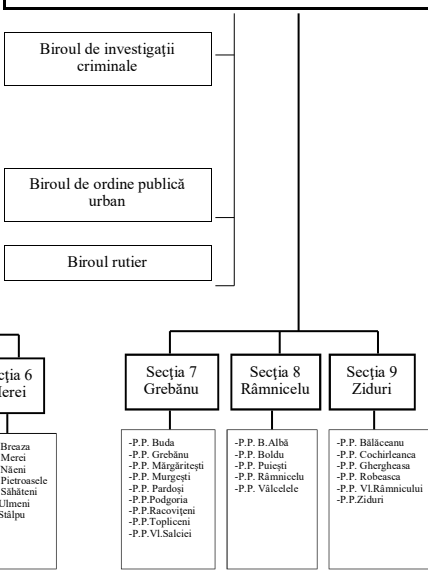 Biroul de investigații
criminale
Biroul de ordine publică
urban
Biroul rutier
6
Secția 7
Grebănu
Secția 8
Râmnicelu
Secția 9
Ziduri
Breaza
Merei
Năeni
Pietroasele
Săhăteni
Ulmeni
Stâlpu
-P.P. Buda
-P.P. Grebănu
-P.P. Mărgăritești
-P.P. Murgești
-P.P. Pardoși
-P.P.Podgoria
-P.P.Racovițeni
-P.P.Topliceni
-P.P.Vl.Salciei
-P.P. B.Albă
-P.P. Boldu
-P.P. Puiești
-P.P. Râmnicelu
-P.P. Vâlcelele
-P.P. Bălăceanu
-P.P. Cochirleanca
-P.P. Ghergheasa
-P.P. Robeasca
-P.P. Vl.Râmnicului
-P.P.Ziduri